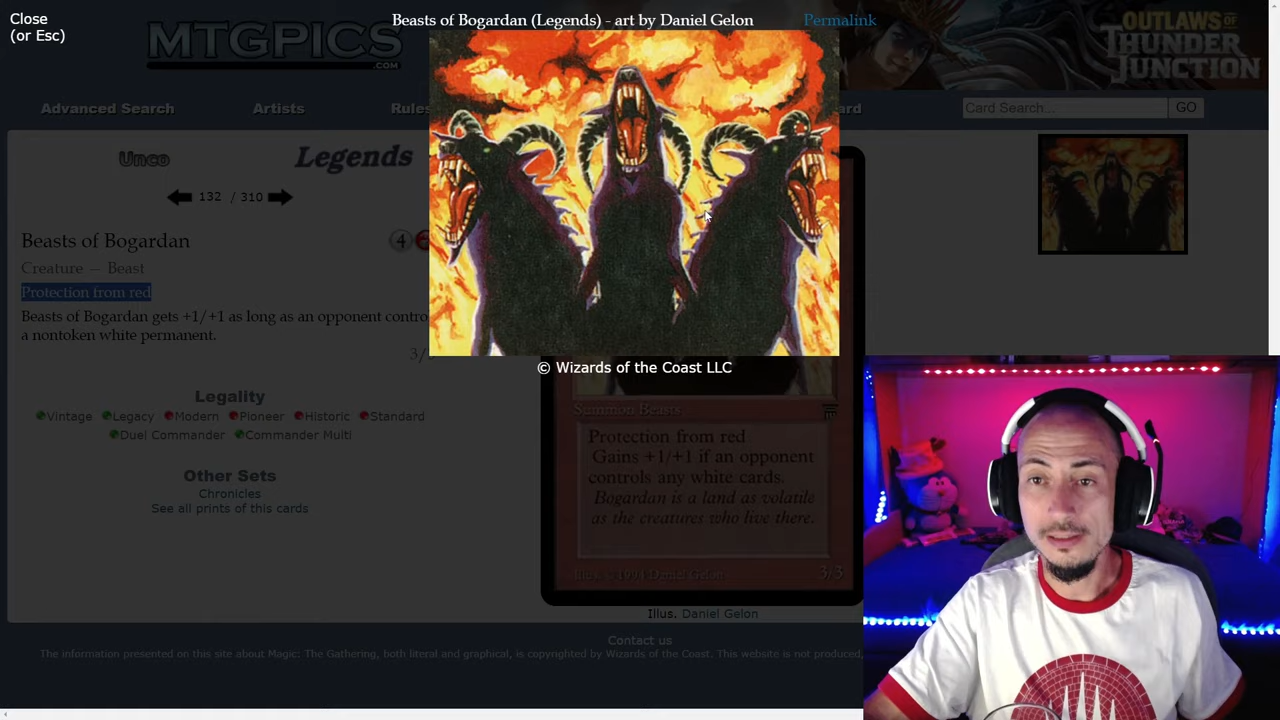 Close
(or Esc)
Beasts of Bogardan (Legends) - art by Daniel Gelon
Permalink
MTGPICS
.COM
OUTLAWS OF
THUNDER
JUNCTION
Advanced Search
Artists
Rules
Card Search...
GO
Unco
Legends
132 / 310
Beasts of Bogardan
4
Creature — Beast
Protection from red
Beasts of Bogardan gets +1/+1 as long as an opponent
a nontoken white permanent.
3/
Legality
Vintage Legacy Modern Pioneer Historic Standard
Duel Commander Commander Multi
Other Sets
Chronicles
See all prints of this cards
© Wizards of the Coast LLC
Summon Beasts
Protection from red
Gains +1/+1 if an opponent
controls any white cards.
Bogardan is a land as volatile
as the creatures who live there.
Illus. © 1994 Daniel Gelon
3/3
Illus. Daniel Gelon
Contact us
The information presented on this site about Magic: The Gathering, both literal and graphical, is copyrighted by Wizards of the Coast. This website is not produced,